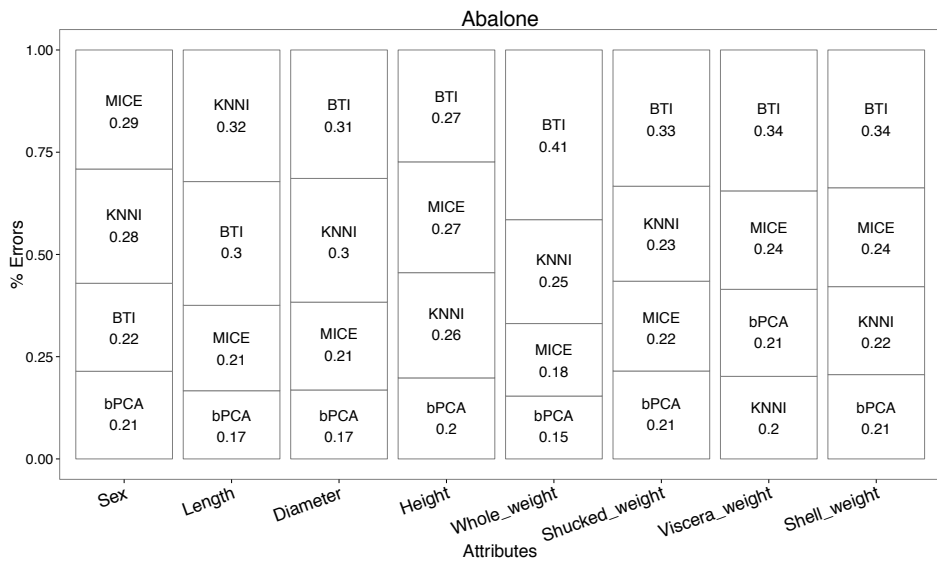 Abalone
% Errors
1.00
0.75
0.50
0.25
0.00
MICE
0.29
KNNI
0.28
BTI
0.22
bPCA
0.21
KNNI
0.32
BTI
0.3
MICE
0.21
bPCA
0.17
BTI
0.31
KNNI
0.3
MICE
0.21
bPCA
0.17
BTI
0.27
MICE
0.27
KNNI
0.26
bPCA
0.2
BTI
0.41
KNNI
0.25
MICE
0.18
bPCA
0.15
BTI
0.33
KNNI
0.23
MICE
0.22
bPCA
0.21
BTI
0.34
MICE
0.24
bPCA
0.21
KNNI
0.2
BTI
0.34
MICE
0.24
KNNI
0.22
bPCA
0.21
Sex
Length
Diameter
Height
Whole_weight
Shucked_weight
Viscera_weight
Shell_weight
Attributes